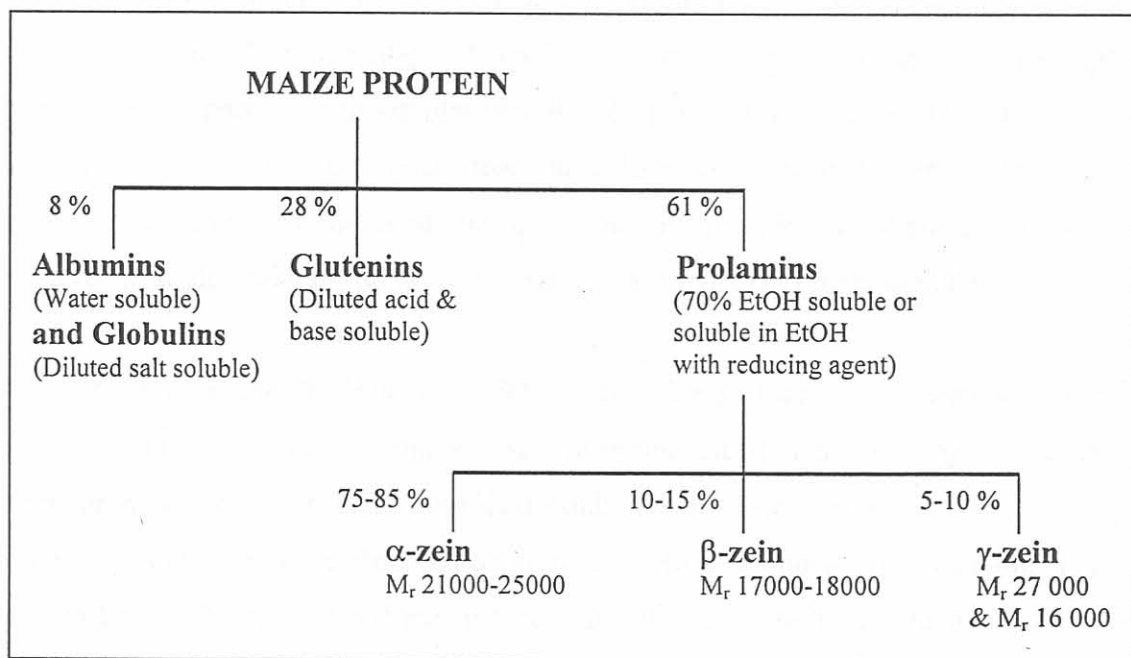 MAIZE PROTEIN
8 %
28 %
61 %
Albumins
(Water soluble)
and Globulins
(Diluted salt soluble)
Glutenins
(Diluted acid &
base soluble)
Prolamins
(70% EtOH soluble or
soluble in EtOH
with reducing agent)
75-85 %
10-15 %
5-10 %
α-zein
Mr 21000-25000
β-zein
Mr 17000-18000
γ-zein
Mr 27 000
& Mr 16 000